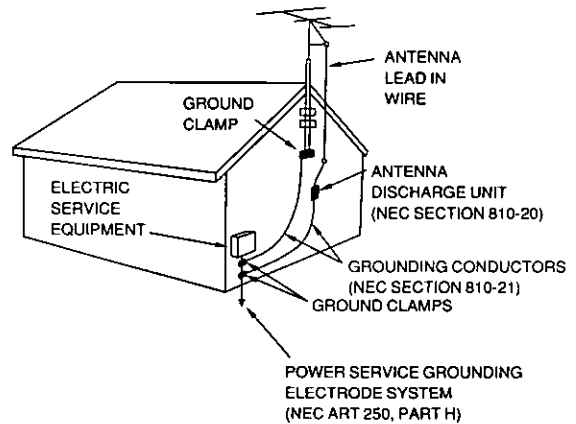 ANTENNA
LEAD IN
WIRE
GROUND
CLAMP
ANTENNA
DISCHARGE UNIT
(NEC SECTION 810-20)
ELECTRIC
SERVICE
EQUIPMENT
GROUNDING CONDUCTORS
(NEC SECTION 810-21)
GROUND CLAMPS
POWER SERVICE GROUNDING
ELECTRODE SYSTEM
(NEC ART 250, PART H)